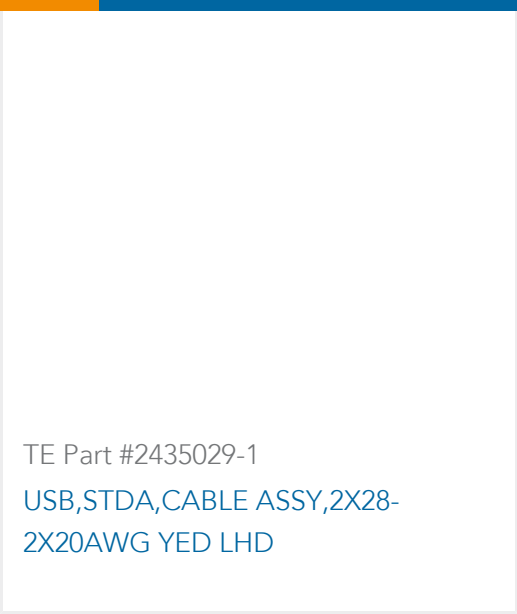 TE Part #2435029-1
USB,STDA,CABLE ASSY,2X28-
2X20AWG YED LHD